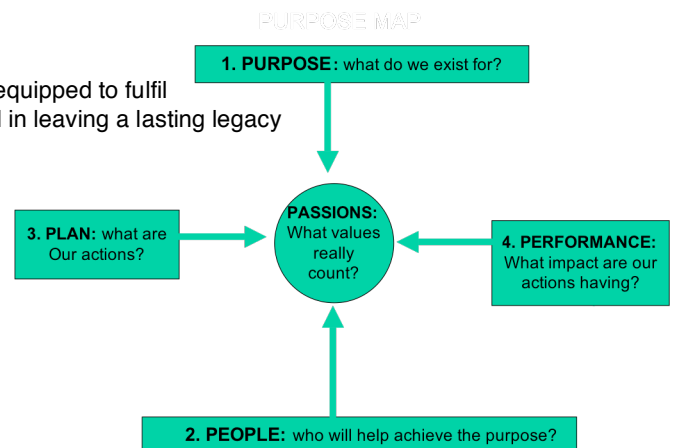 PURPOSE MAP
1. PURPOSE: what do we exist for?
equipped to fulfil
in leaving a lasting legacy
PASSIONS:
What values
really
count?
3. PLAN: what are
Our actions?
4. PERFORMANCE:
What impact are our
actions having?
2. PEOPLE: who will help achieve the purpose?